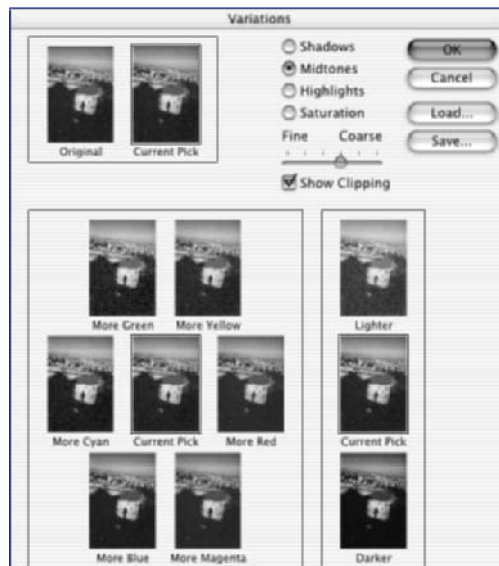 Variations
Original
Current Pick
Shadows
Midtones
Highlights
Saturation
Fine Coarse
Show Clipping
OK
Cancel
Load...
Save...
More Green More Yellow
More Cyan Current Pick More Red
More Blue More Magenta
Lighter
Current Pick
Darker